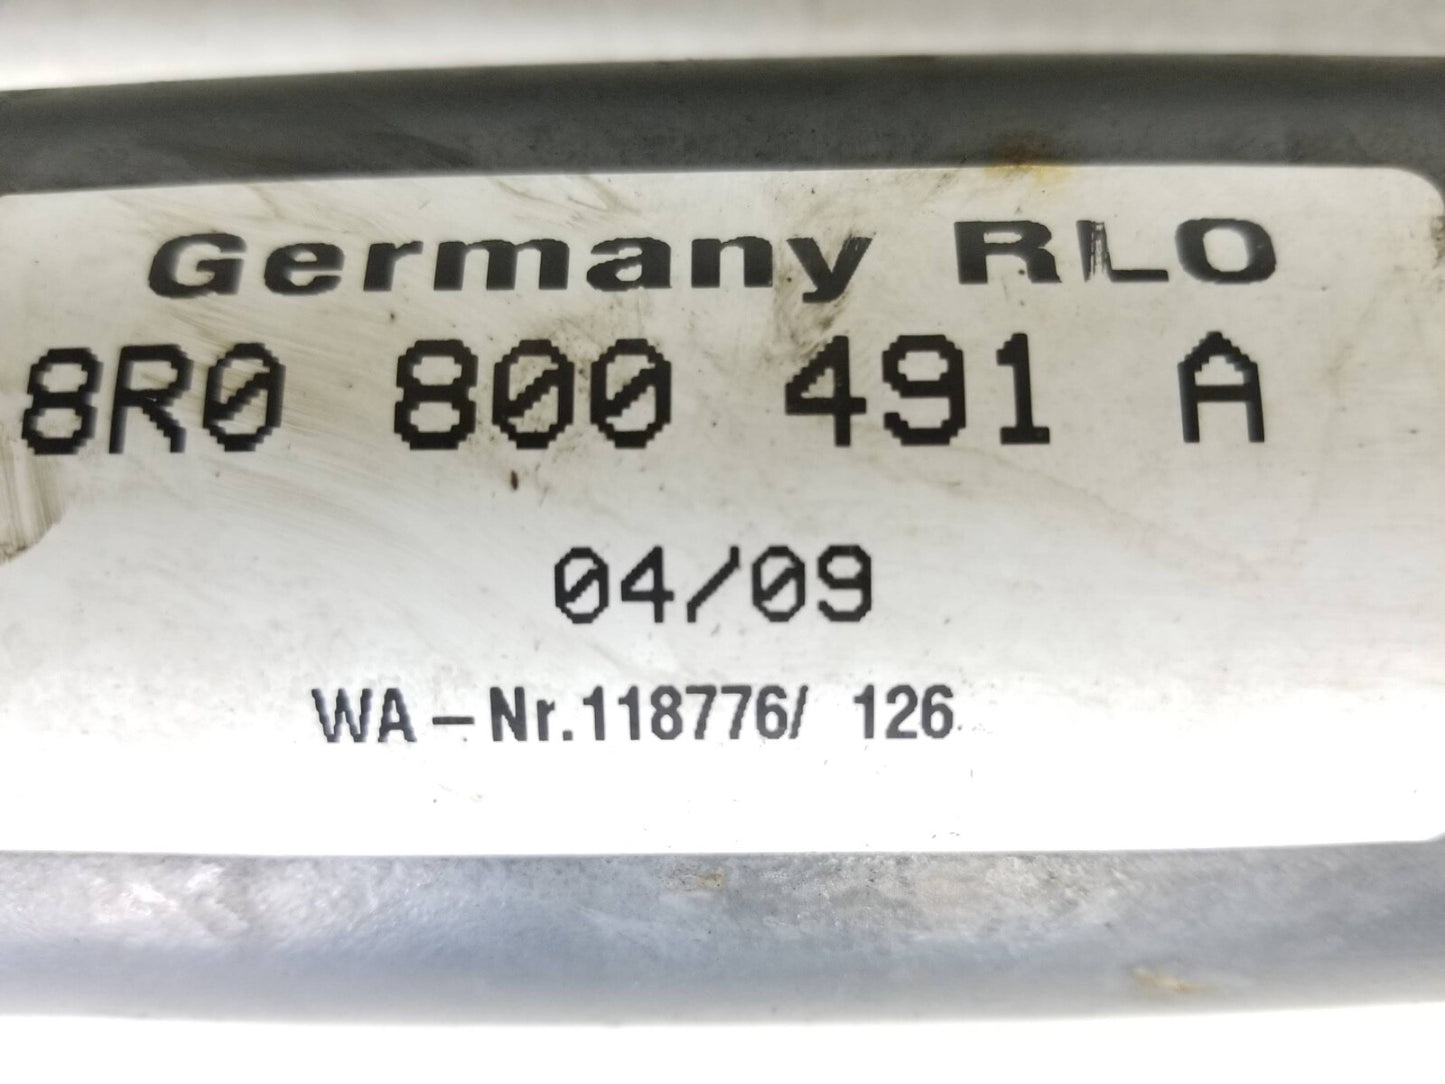 Germany RLO
8R0 800 491 A
04/09
WA-Nr.118776/ 126